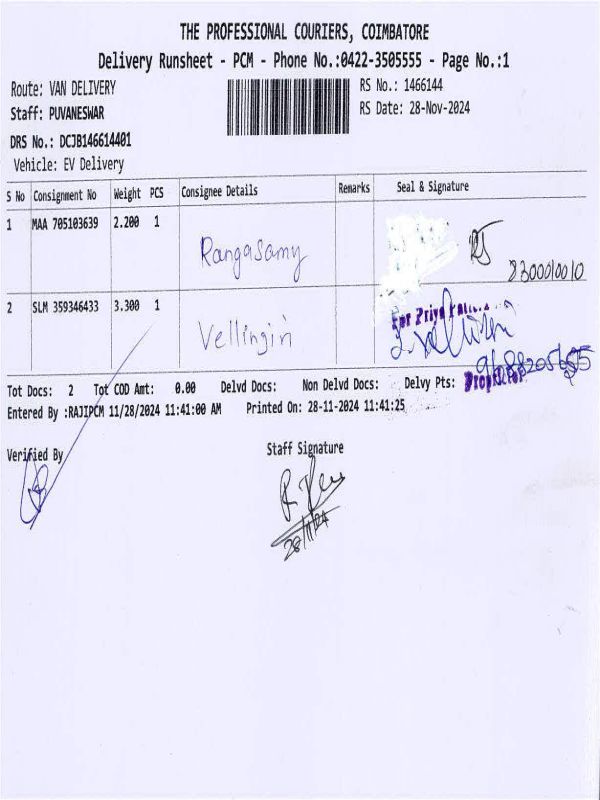 THE PROFESSIONAL COURIERS, COIMBATORE
Delivery Runsheet - PCM - Phone No.:0422-3505555 - Page No.:1
Route: VAN DELIVERY
RS No.: 1466144
Staff: PUVANESWAR
RS Date: 28-Nov-2024
DRS No.: DCJB146614401
Vehicle: EV Delivery
S No Consignment No Weight PCS Consignee Details Remarks Seal & Signature
1 MAA 705103639 2.200 1 Rangasamy
2 SLM 359346433 3.300 1 Vellingiri
For Priya
Tot Docs: 2 Tot COD Amt: 0.00 Delvd Docs: Non Delvd Docs: Delvy Pts: Proprietor
Entered By :RAJIPCM 11/28/2024 11:41:00 AM Printed On: 28-11-2024 11:41:25
Verified By
Staff Signature
28/11/24